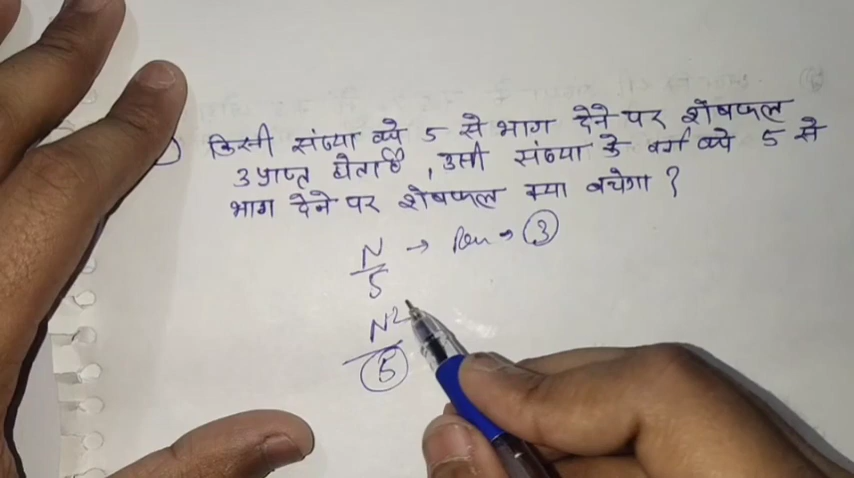 किसी संख्या को 5 से भाग देने पर शेषफल
3 प्राप्त होता है, उसी संख्या के वर्ग को 5 से
भाग देने पर शेषफल क्या बचेगा ?
N/5 → Rem → 3
N²/5